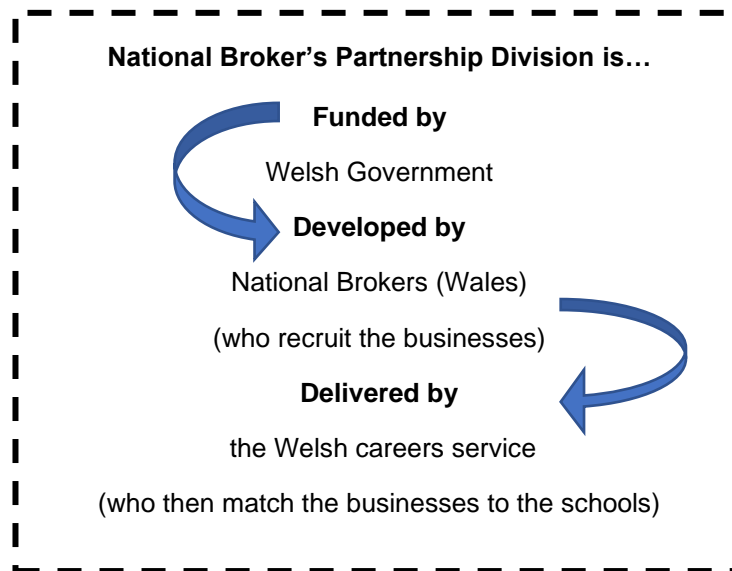 National Broker’s Partnership Division is…
Funded by
Welsh Government
Developed by
National Brokers (Wales)
(who recruit the businesses)
Delivered by
the Welsh careers service
(who then match the businesses to the schools)